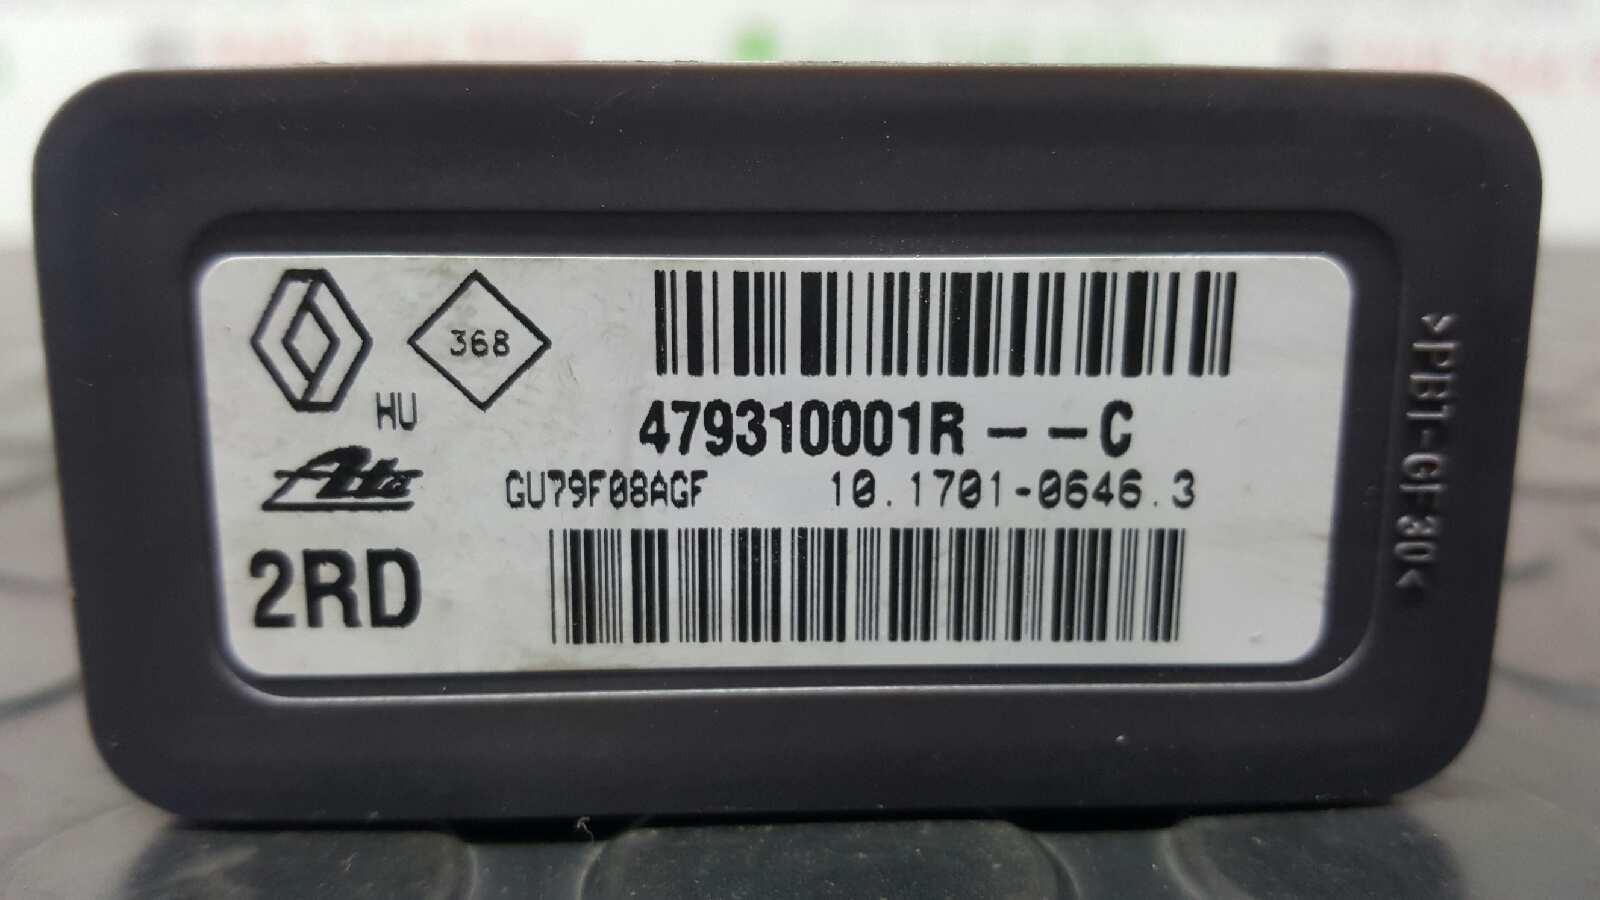 368
HU
479310001R--C
Ate
GU79F08AGF 10.1701-0646.3
2RD
>PBT-GF30<